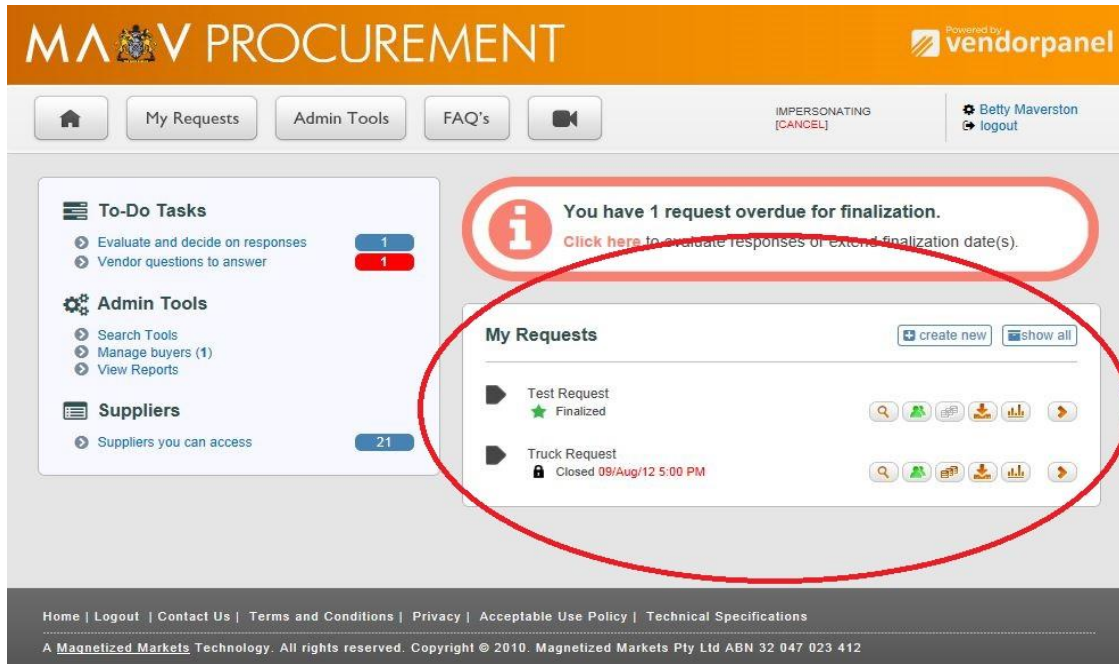 MAV PROCUREMENT
Powered by
vendorpanel
My Requests
Admin Tools
FAQ's
IMPERSONATING
[CANCEL]
Betty Maverston
logout
To-Do Tasks
Evaluate and decide on responses 1
Vendor questions to answer 1
Admin Tools
Search Tools
Manage buyers (1)
View Reports
Suppliers
Suppliers you can access 21
You have 1 request overdue for finalization.
Click here to evaluate responses or extend finalization date(s).
My Requests
create new
show all
Test Request
Finalized
Truck Request
Closed 09/Aug/12 5:00 PM
Home | Logout | Contact Us | Terms and Conditions | Privacy | Acceptable Use Policy | Technical Specifications
A Magnetized Markets Technology. All rights reserved. Copyright © 2010. Magnetized Markets Pty Ltd ABN 32 047 023 412